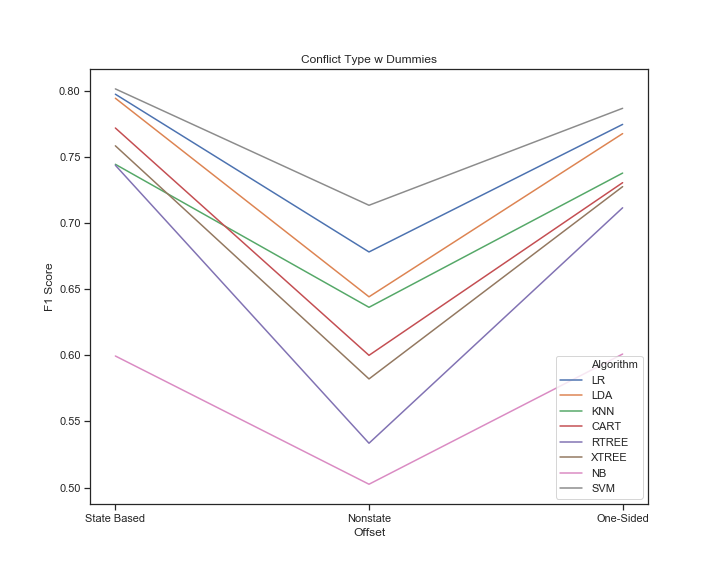 Conflict Type w Dummies
F1 Score
0.80
0.75
0.70
0.65
0.60
0.55
0.50
State Based
Nonstate
One-Sided
Offset
Algorithm
LR
LDA
KNN
CART
RTREE
XTREE
NB
SVM